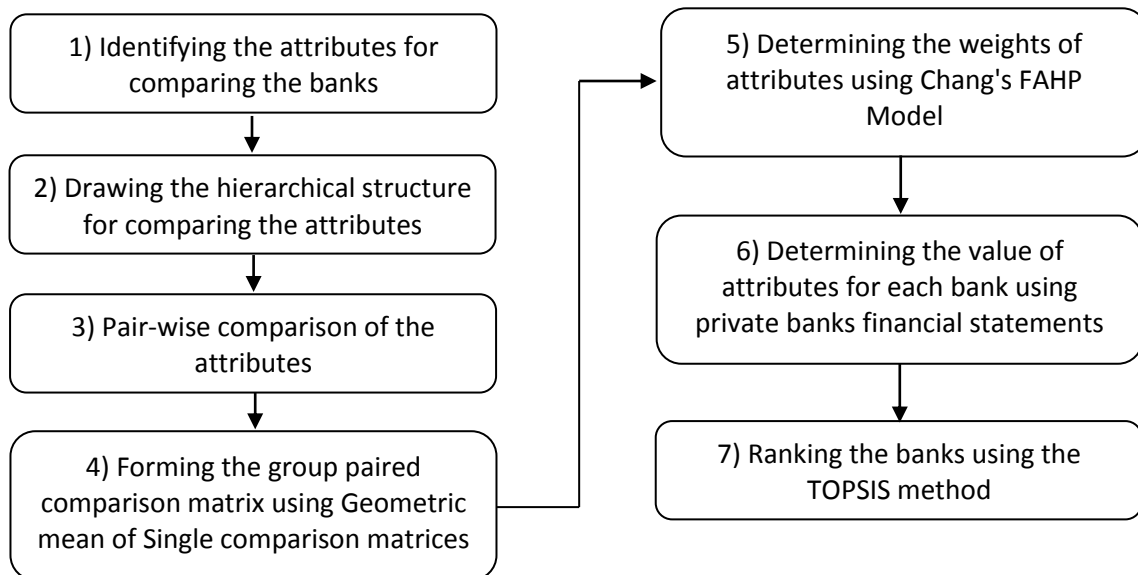 1) Identifying the attributes for
comparing the banks
2) Drawing the hierarchical structure
for comparing the attributes
3) Pair-wise comparison of the
attributes
4) Forming the group paired
comparison matrix using Geometric
mean of Single comparison matrices
5) Determining the weights of
attributes using Chang's FAHP
Model
6) Determining the value of
attributes for each bank using
private banks financial statements
7) Ranking the banks using the
TOPSIS method